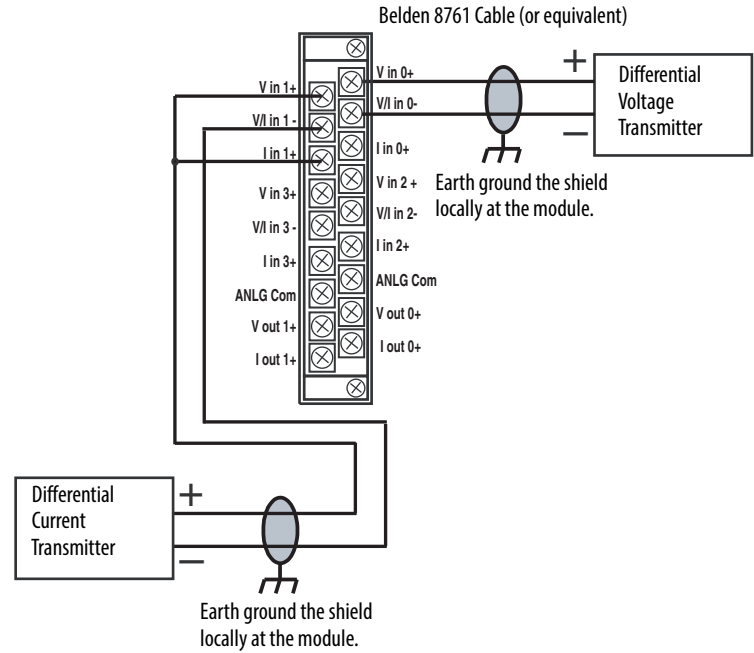 Belden 8761 Cable (or equivalent)
V in 0+
+
Differential
Voltage
Transmitter
V in 1+
V/I in 0-
V/I in 1 -
I in 0+
—
I in 1+
V in 2 +
Earth ground the shield
locally at the module.
V in 3+
V/I in 2-
V/I in 3 -
I in 2+
I in 3+
ANLG Com
ANLG Com
V out 0+
V out 1+
I out 0+
I out 1+
Differential
Current
Transmitter
+
—
Earth ground the shield
locally at the module.